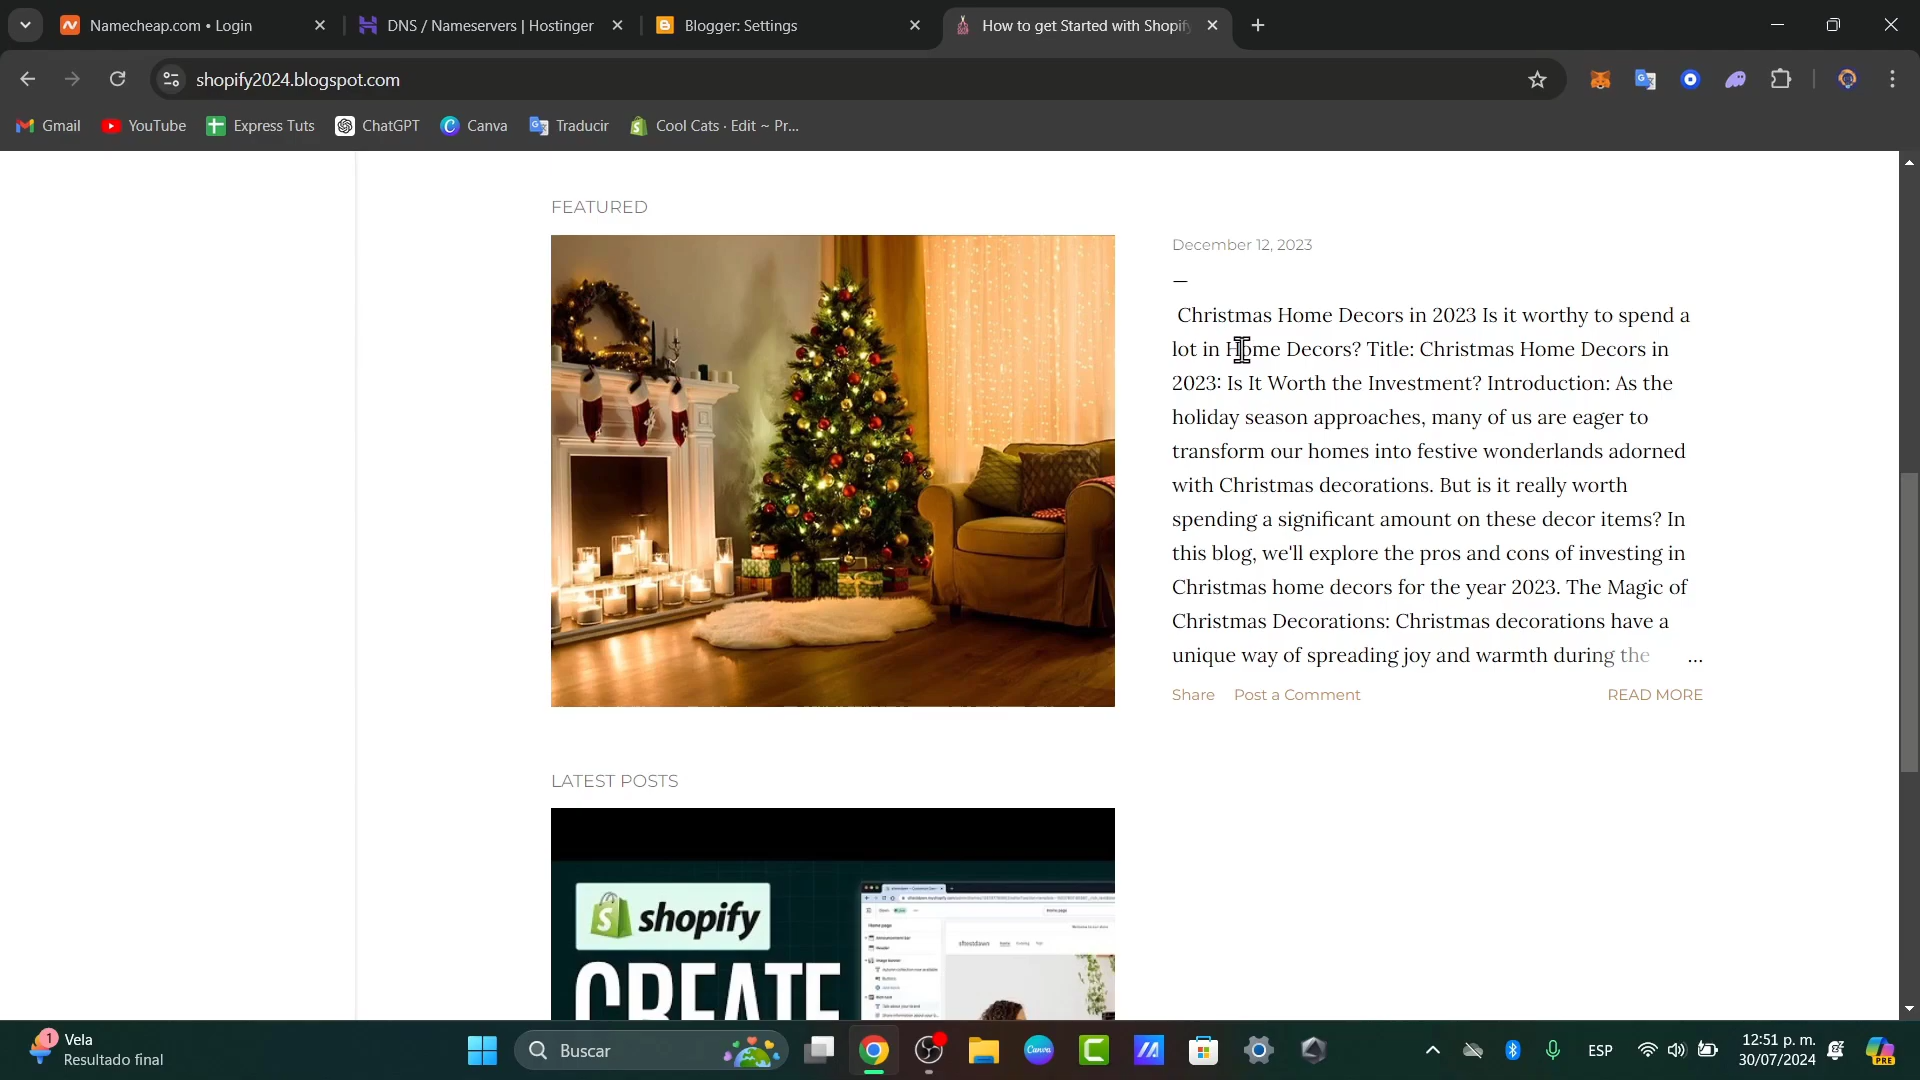 Namecheap.com • Login
DNS / Nameservers | Hostinger
Blogger: Settings
How to get Started with Shopify
shopify2024.blogspot.com
Gmail
YouTube
Express Tuts
ChatGPT
Canva
Traducir
Cool Cats · Edit ~ Pr...
FEATURED
December 12, 2023
Christmas Home Decors in 2023 Is it worthy to spend a
lot in Home Decors? Title: Christmas Home Decors in
2023: Is It Worth the Investment? Introduction: As the
holiday season approaches, many of us are eager to
transform our homes into festive wonderlands adorned
with Christmas decorations. But is it really worth
spending a significant amount on these decor items? In
this blog, we'll explore the pros and cons of investing in
Christmas home decors for the year 2023. The Magic of
Christmas Decorations: Christmas decorations have a
unique way of spreading joy and warmth during the ...
Share Post a Comment READ MORE
LATEST POSTS
shopify
CREATE
Home page
1
Vela
Resultado final
Buscar
Canva
ESP
12:51 p. m.
30/07/2024
PRE